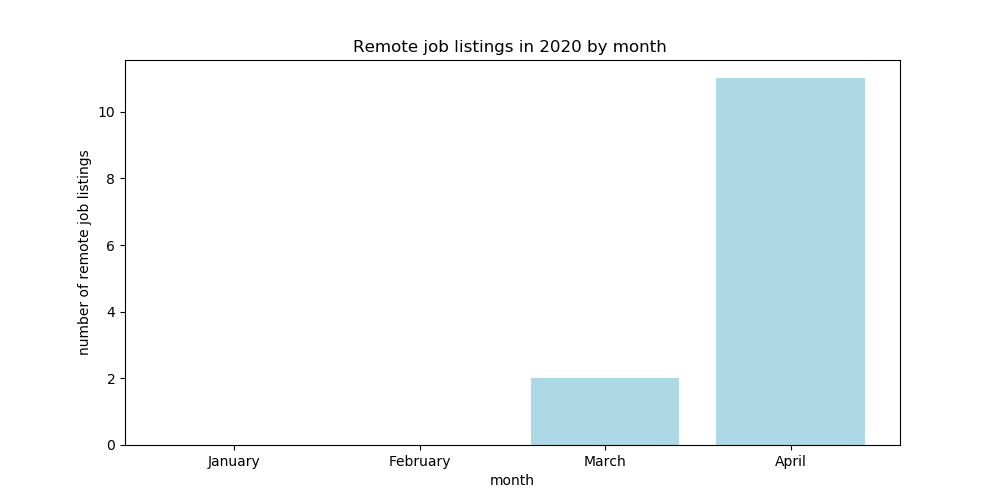 Remote job listings in 2020 by month
number of remote job listings
10
8
6
4
2
0
January February March April
month